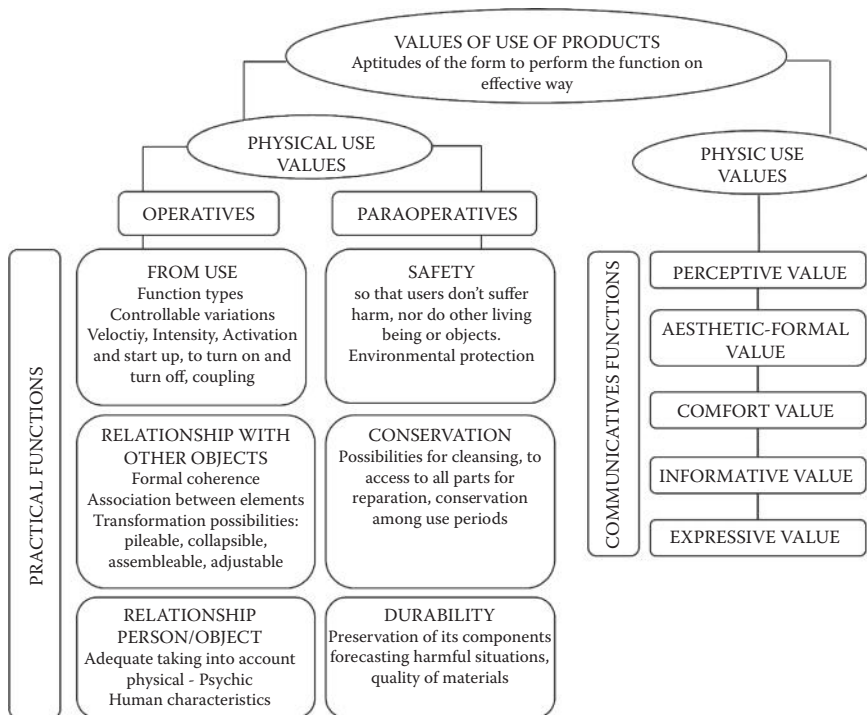 VALUES OF USE OF PRODUCTS
Aptitudes of the form to perform the function on
effective way
PHYSICAL USE
VALUES
PHYSIC USE
VALUES
OPERATIVES
PARAOPERATIVES
PRACTICAL FUNCTIONS
FROM USE
Function types
Controllable variations
Veloctiy, Intensity, Activation
and start up, to turn on and
turn off, coupling
RELATIONSHIP WITH
OTHER OBJECTS
Formal coherence
Association between elements
Transformation possibilities:
pileable, collapsible,
assembleable, adjustable
RELATIONSHIP
PERSON/OBJECT
Adequate taking into account
physical - Psychic
Human characteristics
SAFETY
so that users don’t suffer
harm, nor do other living
being or objects.
Environmental protection
CONSERVATION
Possibilities for cleansing, to
access to all parts for
reparation, conservation
among use periods
DURABILITY
Preservation of its components
forecasting harmful situations,
quality of materials
COMMUNICATIVES FUNCTIONS
PERCEPTIVE VALUE
AESTHETIC-FORMAL
VALUE
COMFORT VALUE
INFORMATIVE VALUE
EXPRESSIVE VALUE